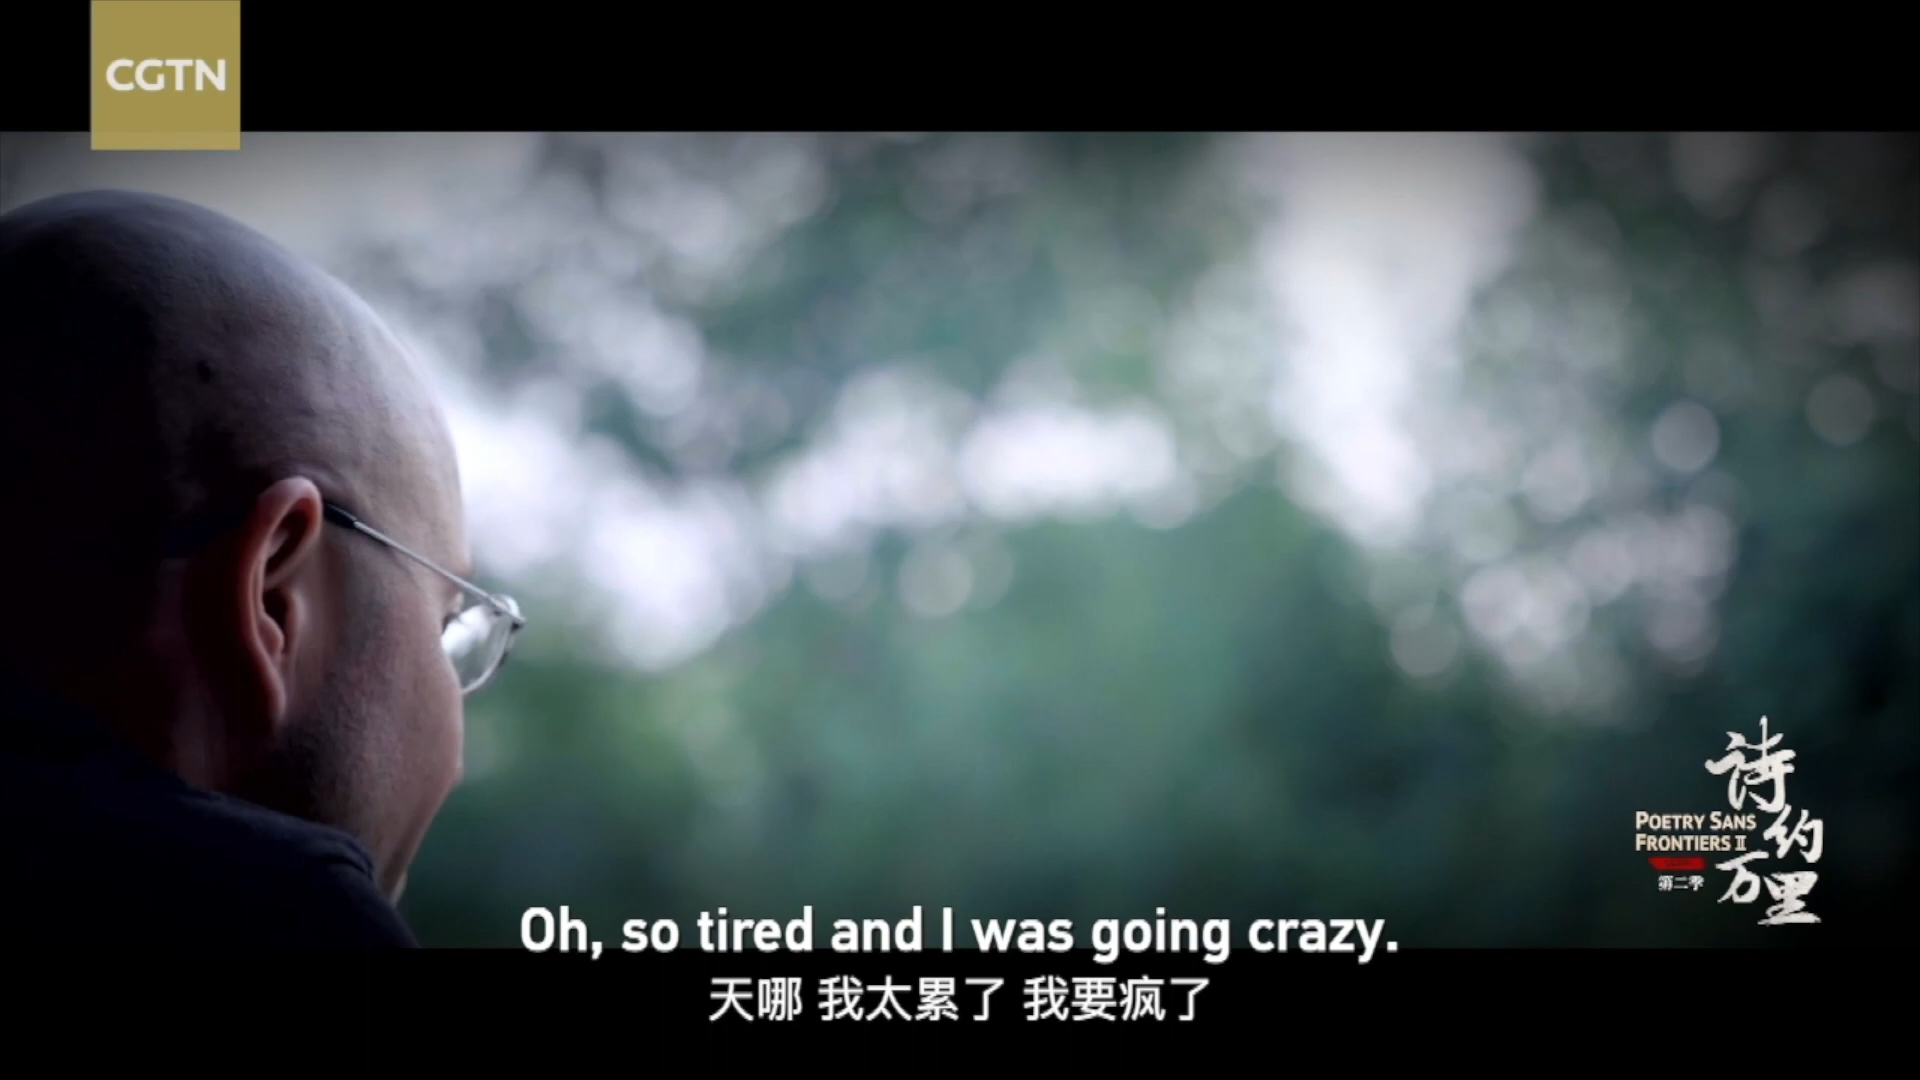 CGTN
诗约万里
POETRY SANS
FRONTIERS II
第二季
Oh, so tired and I was going crazy.
天哪 我太累了 我要疯了